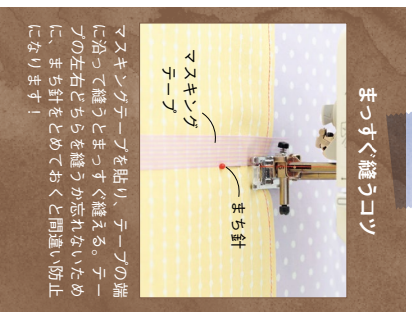 まっすぐ縫うコツ
マスキング
テープ
まち針
マスキングテープを貼り、テープの端
に沿って縫うとまっすぐ縫える。テー
プの左右どちらを縫うか忘れないため
に、まち針をとめておくと間違い防止
になります!